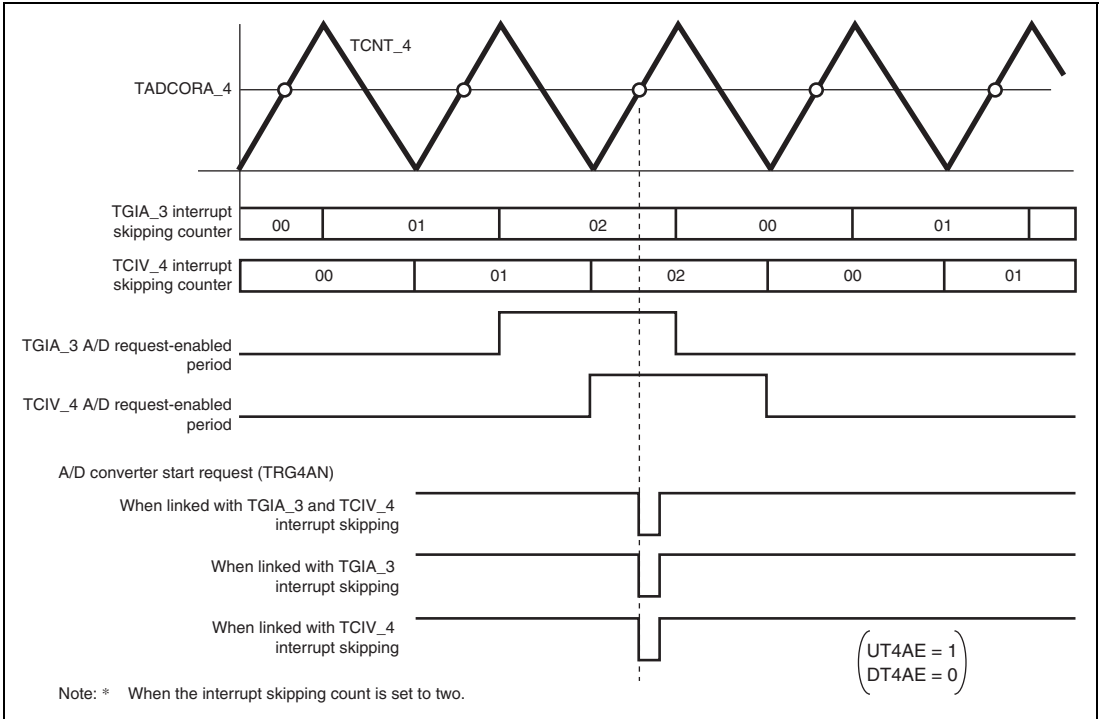 TCNT_4
TADCORA_4
TGIA_3 interrupt
skipping counter
00 01 02 00 01
TCIV_4 interrupt
skipping counter
00 01 02 00 01
TGIA_3 A/D request-enabled
period
TCIV_4 A/D request-enabled
period
A/D converter start request (TRG4AN)
When linked with TGIA_3 and TCIV_4
interrupt skipping
When linked with TGIA_3
interrupt skipping
When linked with TCIV_4
interrupt skipping
UT4AE = 1
DT4AE = 0
Note: * When the interrupt skipping count is set to two.